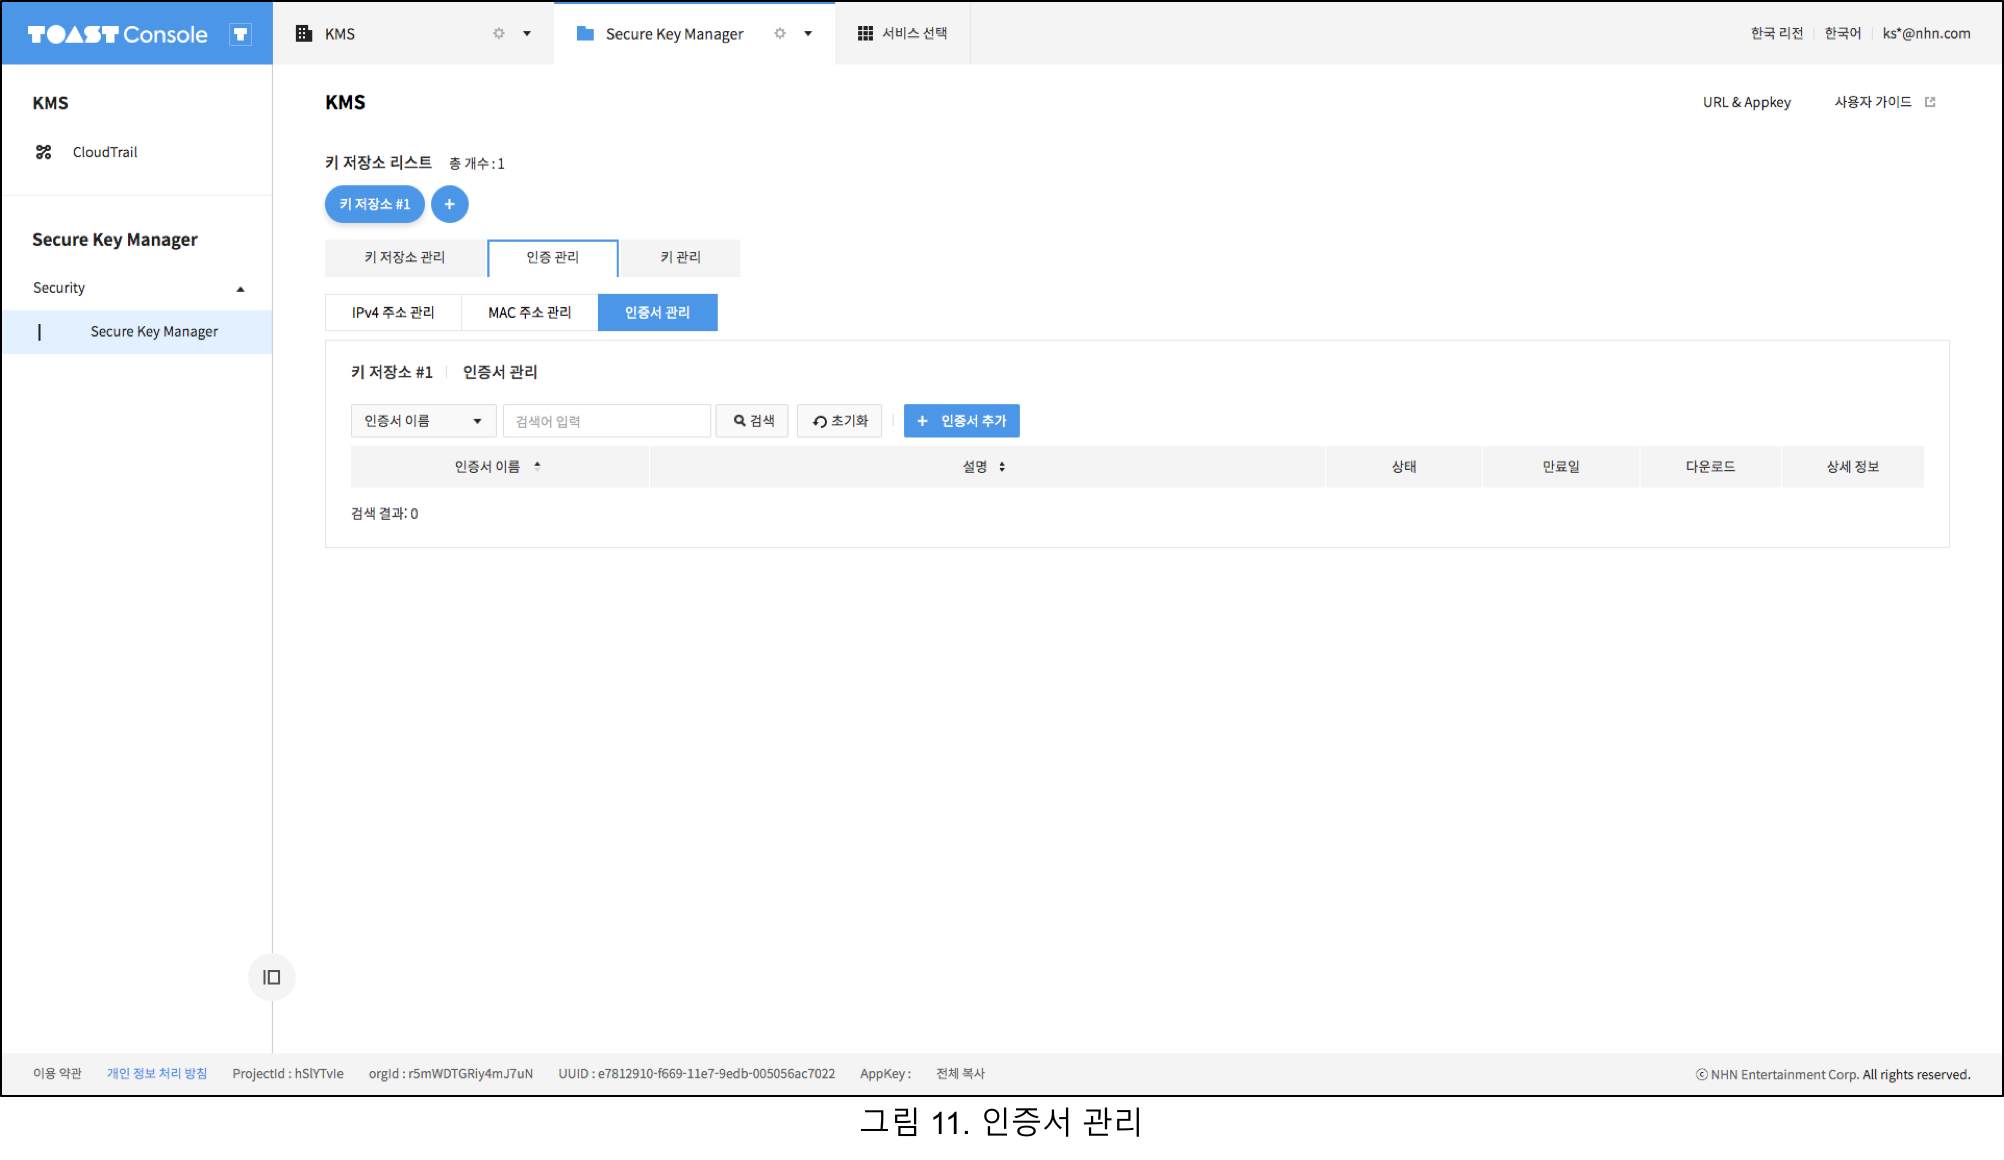 TOAST Console T KMS Secure Key Manager 서비스 선택 한국 리전 한국어 ks*@nhn.com
KMS
CloudTrail
Secure Key Manager
Security
Secure Key Manager
KMS URL & Appkey 사용자 가이드
키 저장소 리스트 총 개수 : 1
키 저장소 #1 +
키 저장소 관리 인증 관리 키 관리
IPv4 주소 관리 MAC 주소 관리 인증서 관리
키 저장소 #1 인증서 관리
인증서 이름 검색어 입력 검색 초기화 + 인증서 추가
인증서 이름 설명 상태 만료일 다운로드 상세 정보
검색 결과: 0
이용 약관 개인 정보 처리 방침 ProjectId : hSlYTvIe orgId : r5mWDTGRiy4mJ7uN UUID : e7812910-f669-11e7-9edb-005056ac7022 AppKey : 전체 복사 ⓒ NHN Entertainment Corp. All rights reserved.
그림 11. 인증서 관리